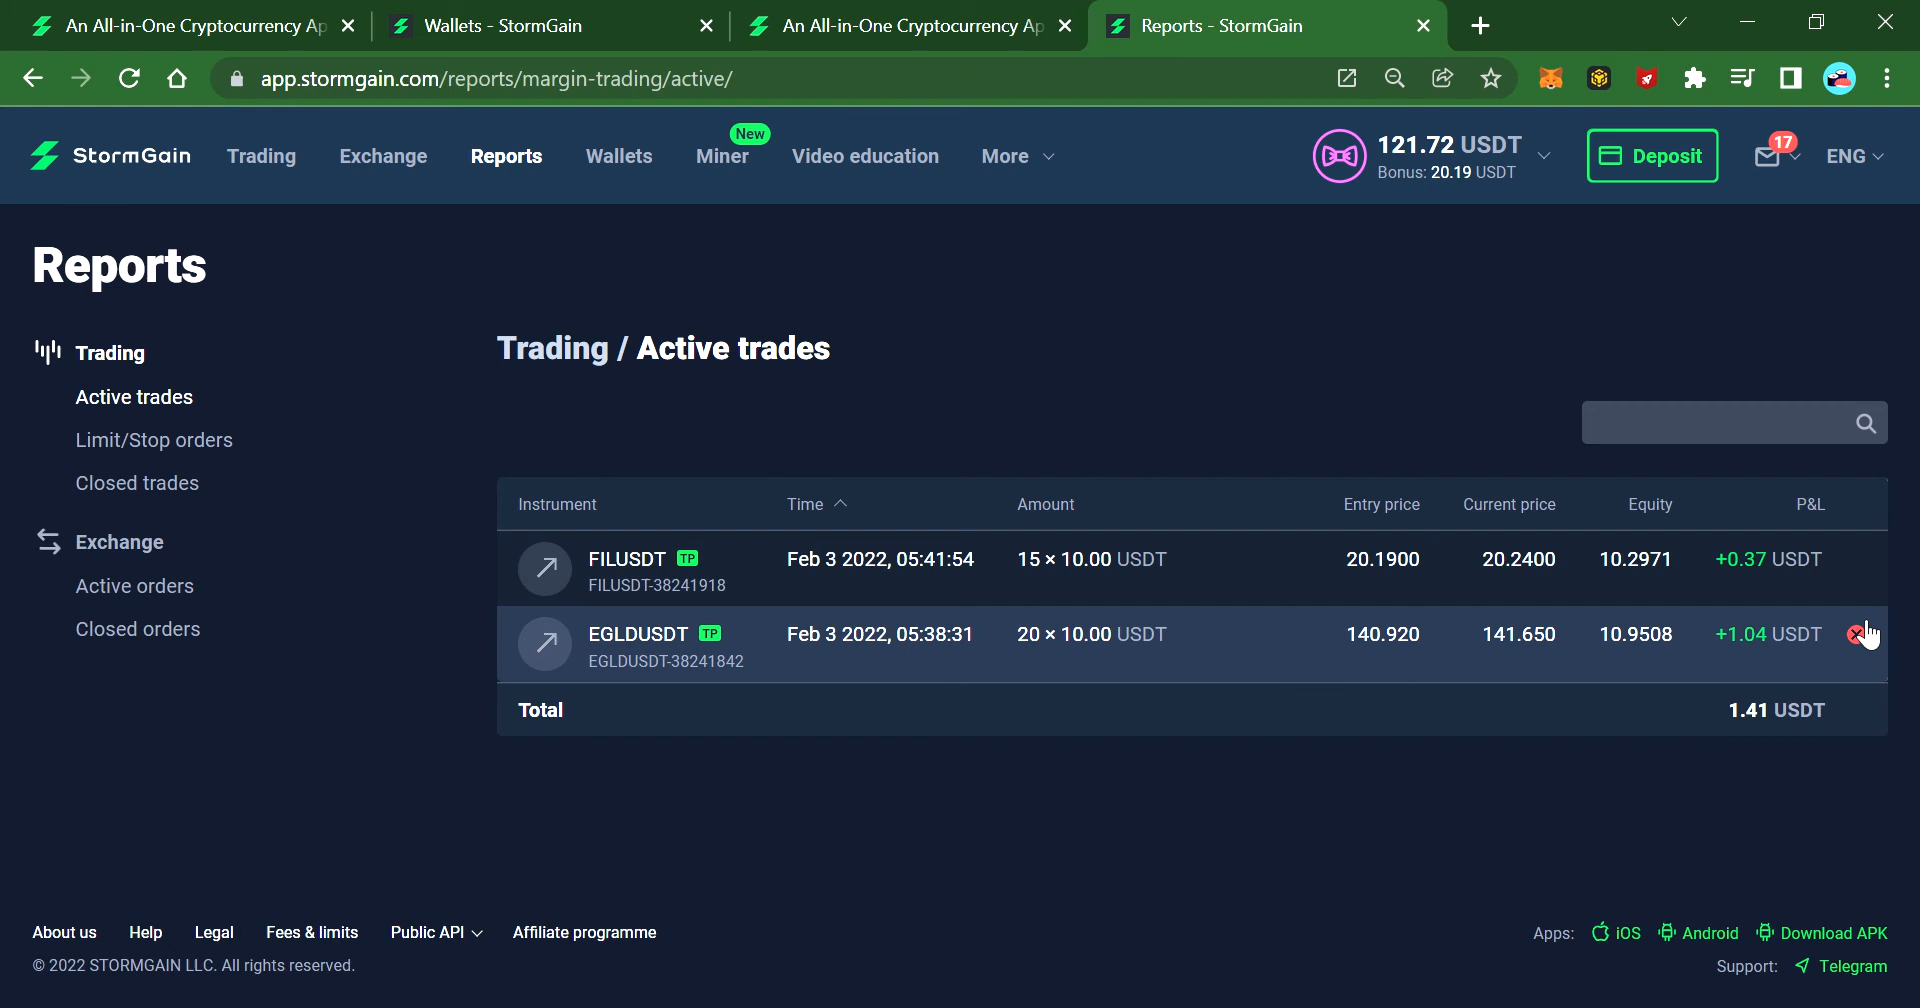 An All-in-One Cryptocurrency Ap
Wallets - StormGain
An All-in-One Cryptocurrency Ap
Reports - StormGain
app.stormgain.com/reports/margin-trading/active/
StormGain
Trading
Exchange
Reports
Wallets
Miner
New
Video education
More
121.72 USDT
Bonus: 20.19 USDT
Deposit
17
ENG
Reports
Trading
Active trades
Limit/Stop orders
Closed trades
Exchange
Active orders
Closed orders
Trading / Active trades
Instrument Time Amount Entry price Current price Equity P&L
FILUSDT TP Feb 3 2022, 05:41:54 15 × 10.00 USDT 20.1900 20.2400 10.2971 +0.37 USDT
FILUSDT-38241918
EGLDUSDT TP Feb 3 2022, 05:38:31 20 × 10.00 USDT 140.920 141.650 10.9508 +1.04 USDT
EGLDUSDT-38241842
Total 1.41 USDT
About us Help Legal Fees & limits Public API Affiliate programme
© 2022 STORMGAIN LLC. All rights reserved.
Apps: iOS Android Download APK
Support: Telegram